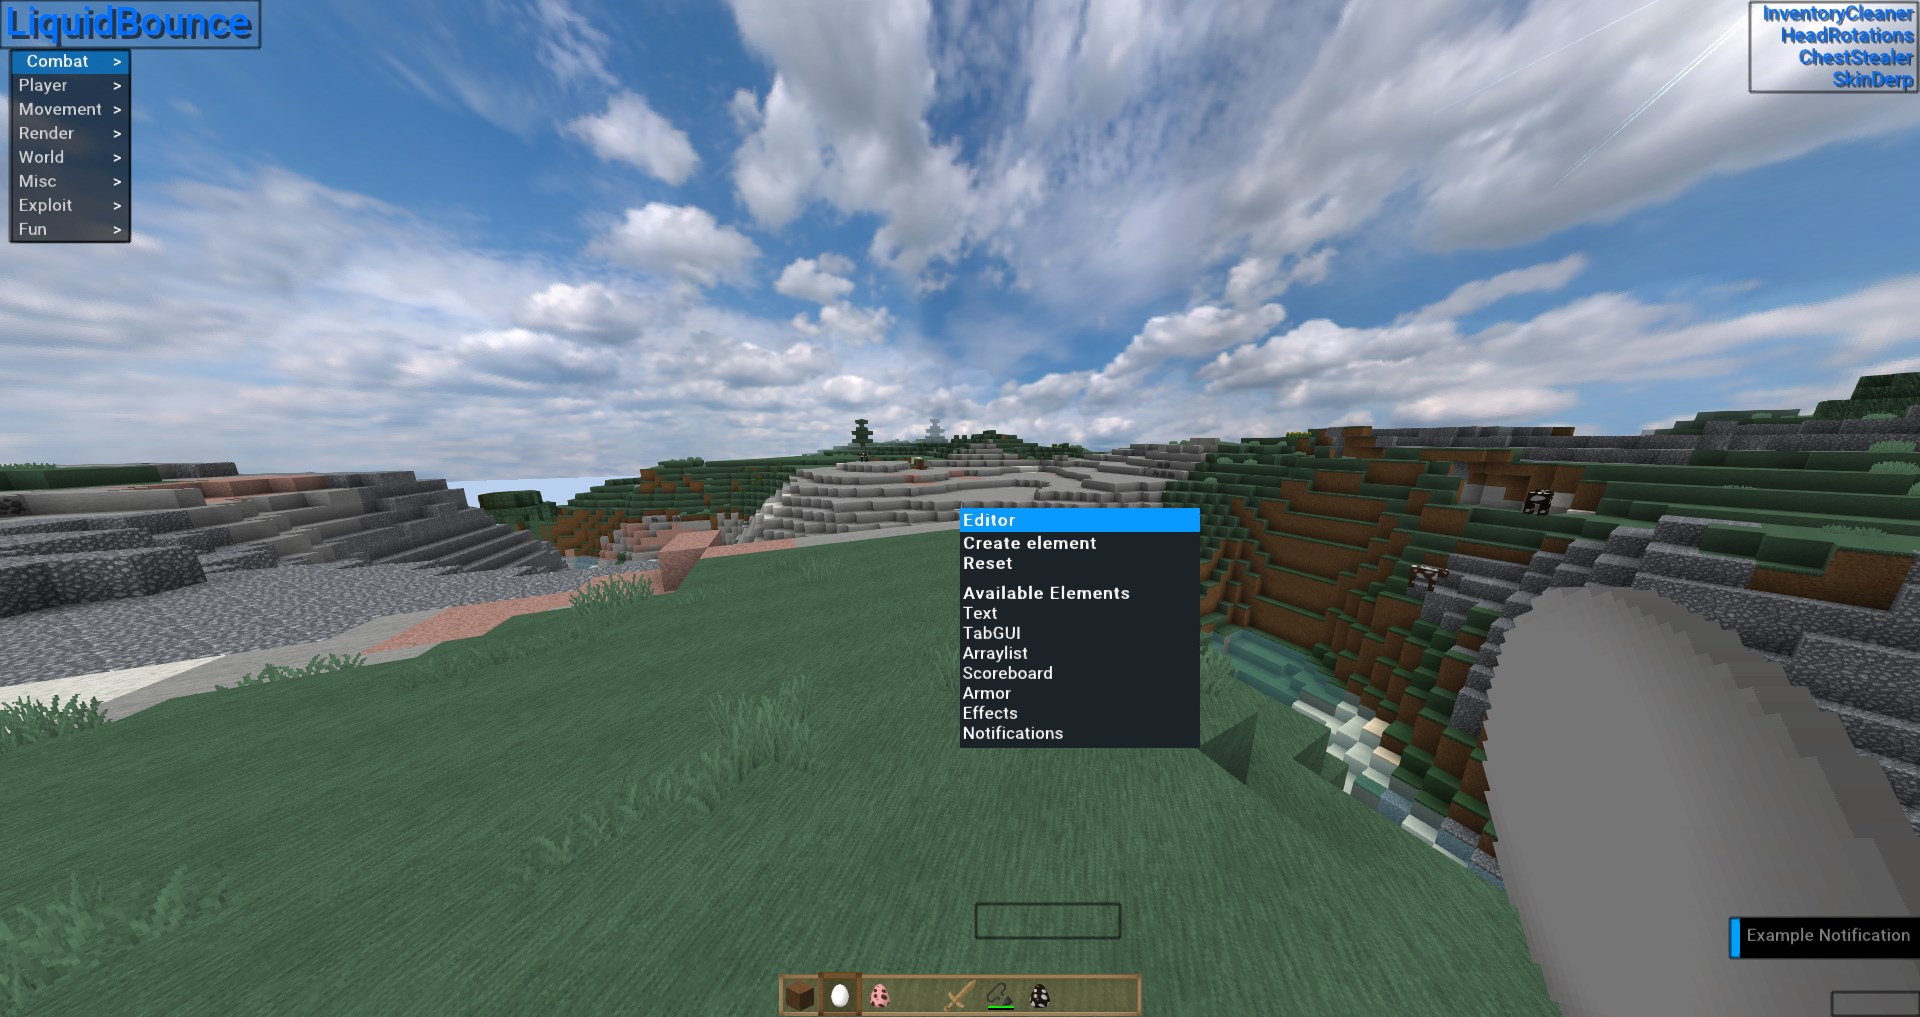 LiquidBounce
Combat >
Player >
Movement >
Render >
World >
Misc >
Exploit >
Fun >
InventoryCleaner
HeadRotations
ChestStealer
SkinDerp
Editor
Create element
Reset
Available Elements
Text
TabGUI
Arraylist
Scoreboard
Armor
Effects
Notifications
Example Notification